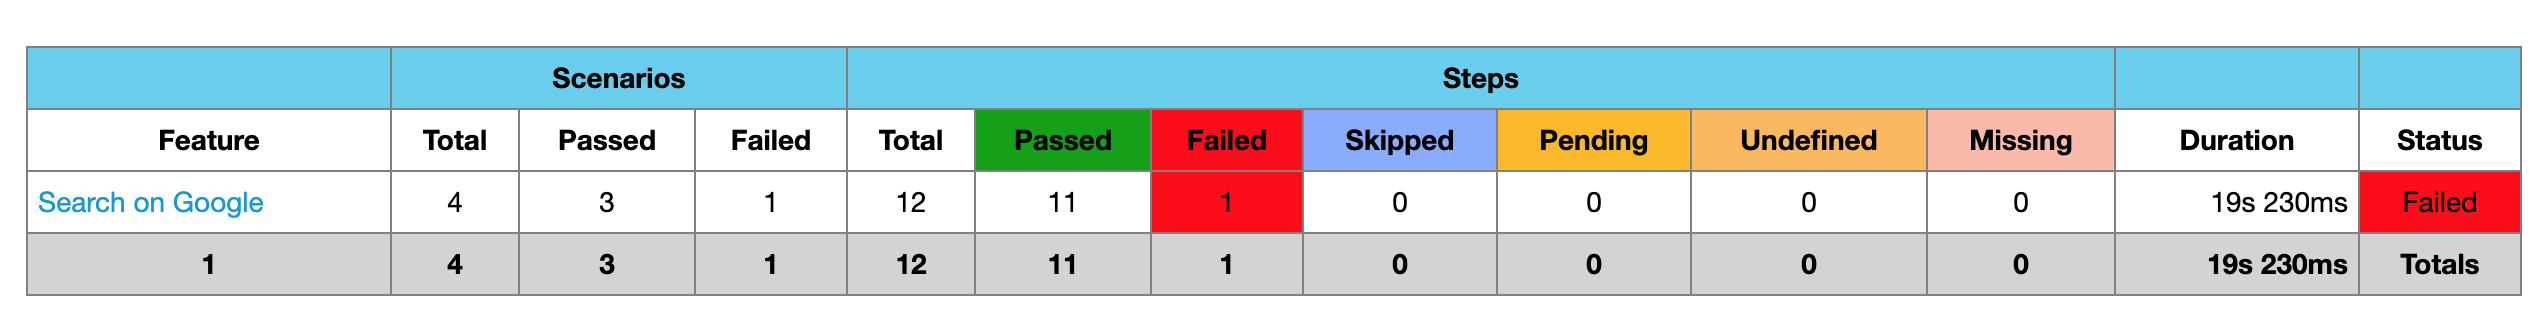 Scenarios Steps
Feature Total Passed Failed Total Passed Failed Skipped Pending Undefined Missing Duration Status
Search on Google 4 3 1 12 11 1 0 0 0 0 19s 230ms Failed
1 4 3 1 12 11 1 0 0 0 0 19s 230ms Totals